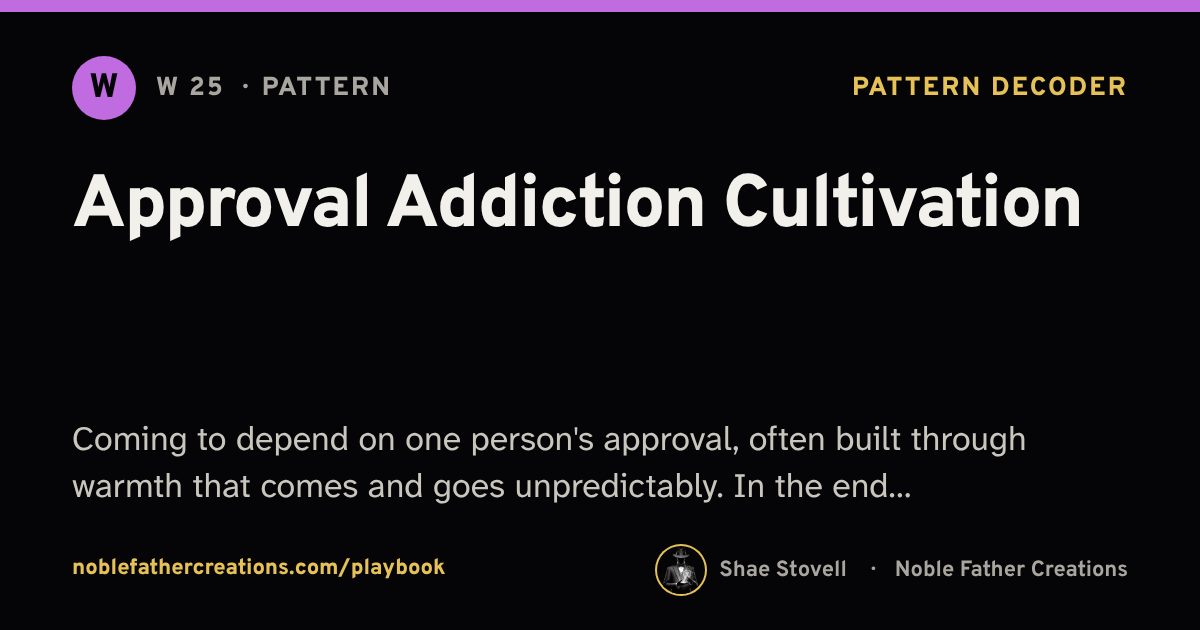 W
W 25 · PATTERN
PATTERN DECODER
Approval Addiction Cultivation
Coming to depend on one person's approval, often built through
warmth that comes and goes unpredictably. In the end...
noblefathercreations.com/playbook
Shae Stovell · Noble Father Creations